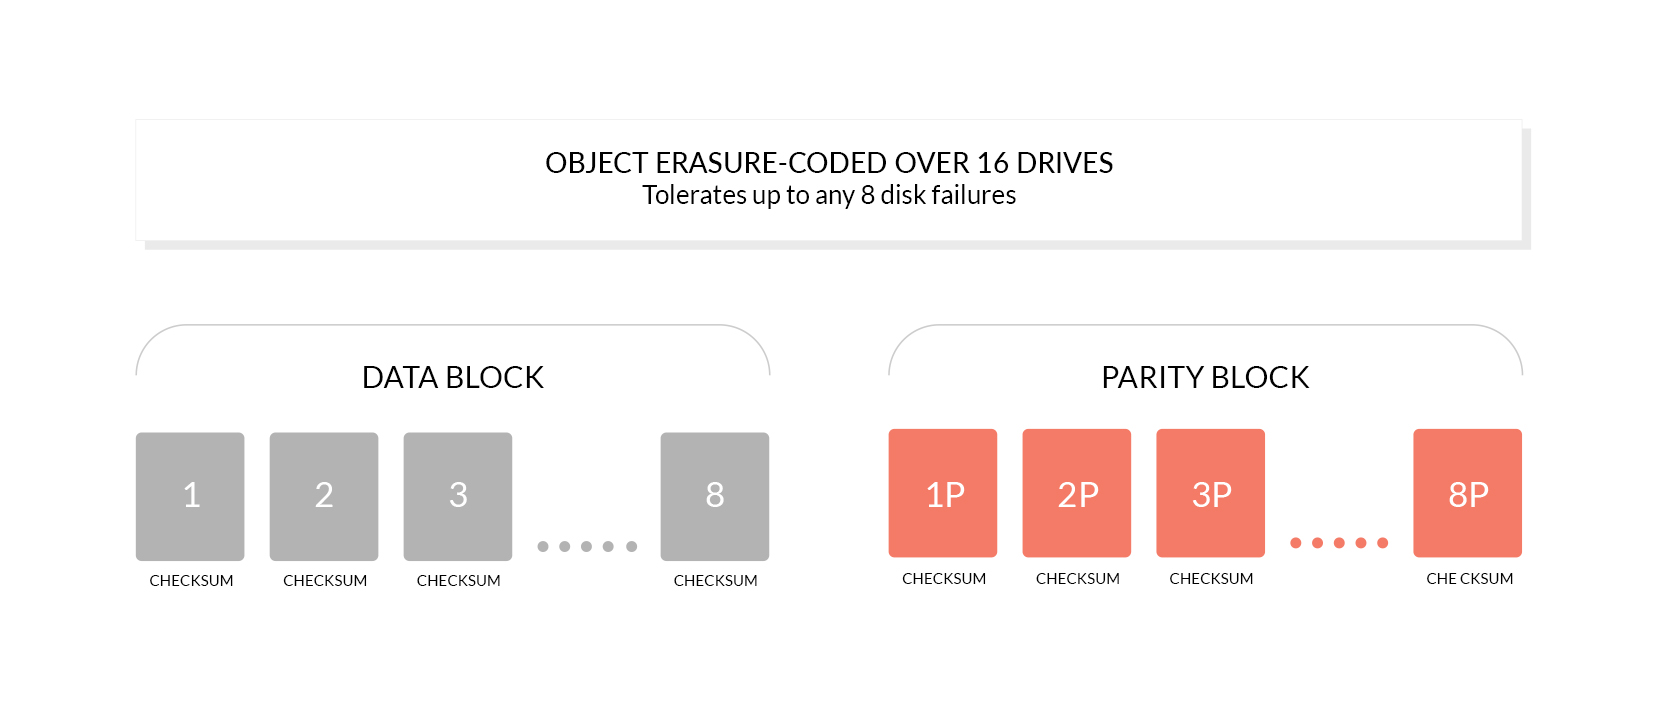 OBJECT ERASURE-CODED OVER 16 DRIVES
Tolerates up to any 8 disk failures
DATA BLOCK
1 2 3 8
CHECKSUM CHECKSUM CHECKSUM CHECKSUM
PARITY BLOCK
1P 2P 3P 8P
CHECKSUM CHECKSUM CHECKSUM CHE CKSUM